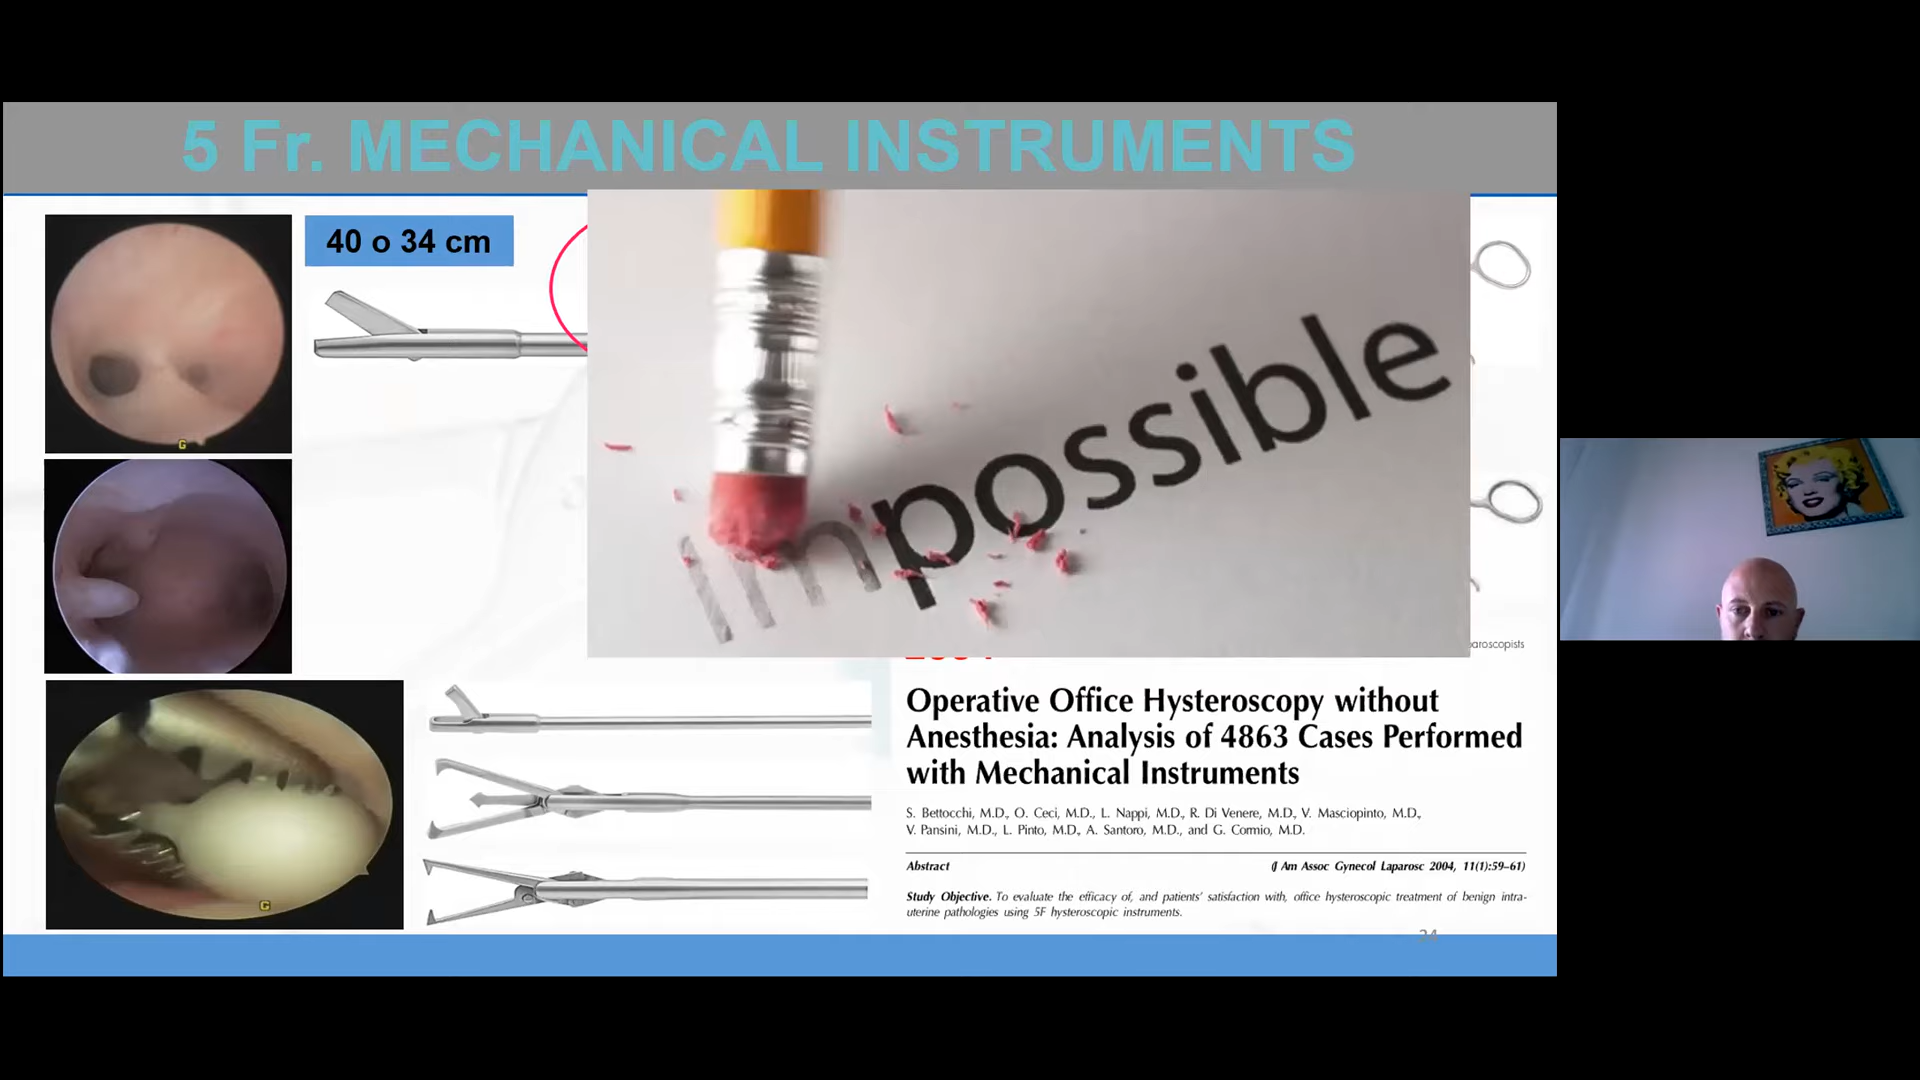 5 Fr. MECHANICAL INSTRUMENTS
40 o 34 cm
impossible
G
G
Operative Office Hysteroscopy without
Anesthesia: Analysis of 4863 Cases Performed
with Mechanical Instruments
S. Bettocchi, M.D., O. Ceci, M.D., L. Nappi, M.D., R. Di Venere, M.D., V. Masciopinto, M.D.,
V. Pansini, M.D., L. Pinto, M.D., A. Santoro, M.D., and G. Cormio, M.D.
Abstract (J Am Assoc Gynecol Laparosc 2004, 11(1):59–61)
Study Objective. To evaluate the efficacy of, and patients' satisfaction with, office hysteroscopic treatment of benign intra-
uterine pathologies using 5F hysteroscopic instruments.
34